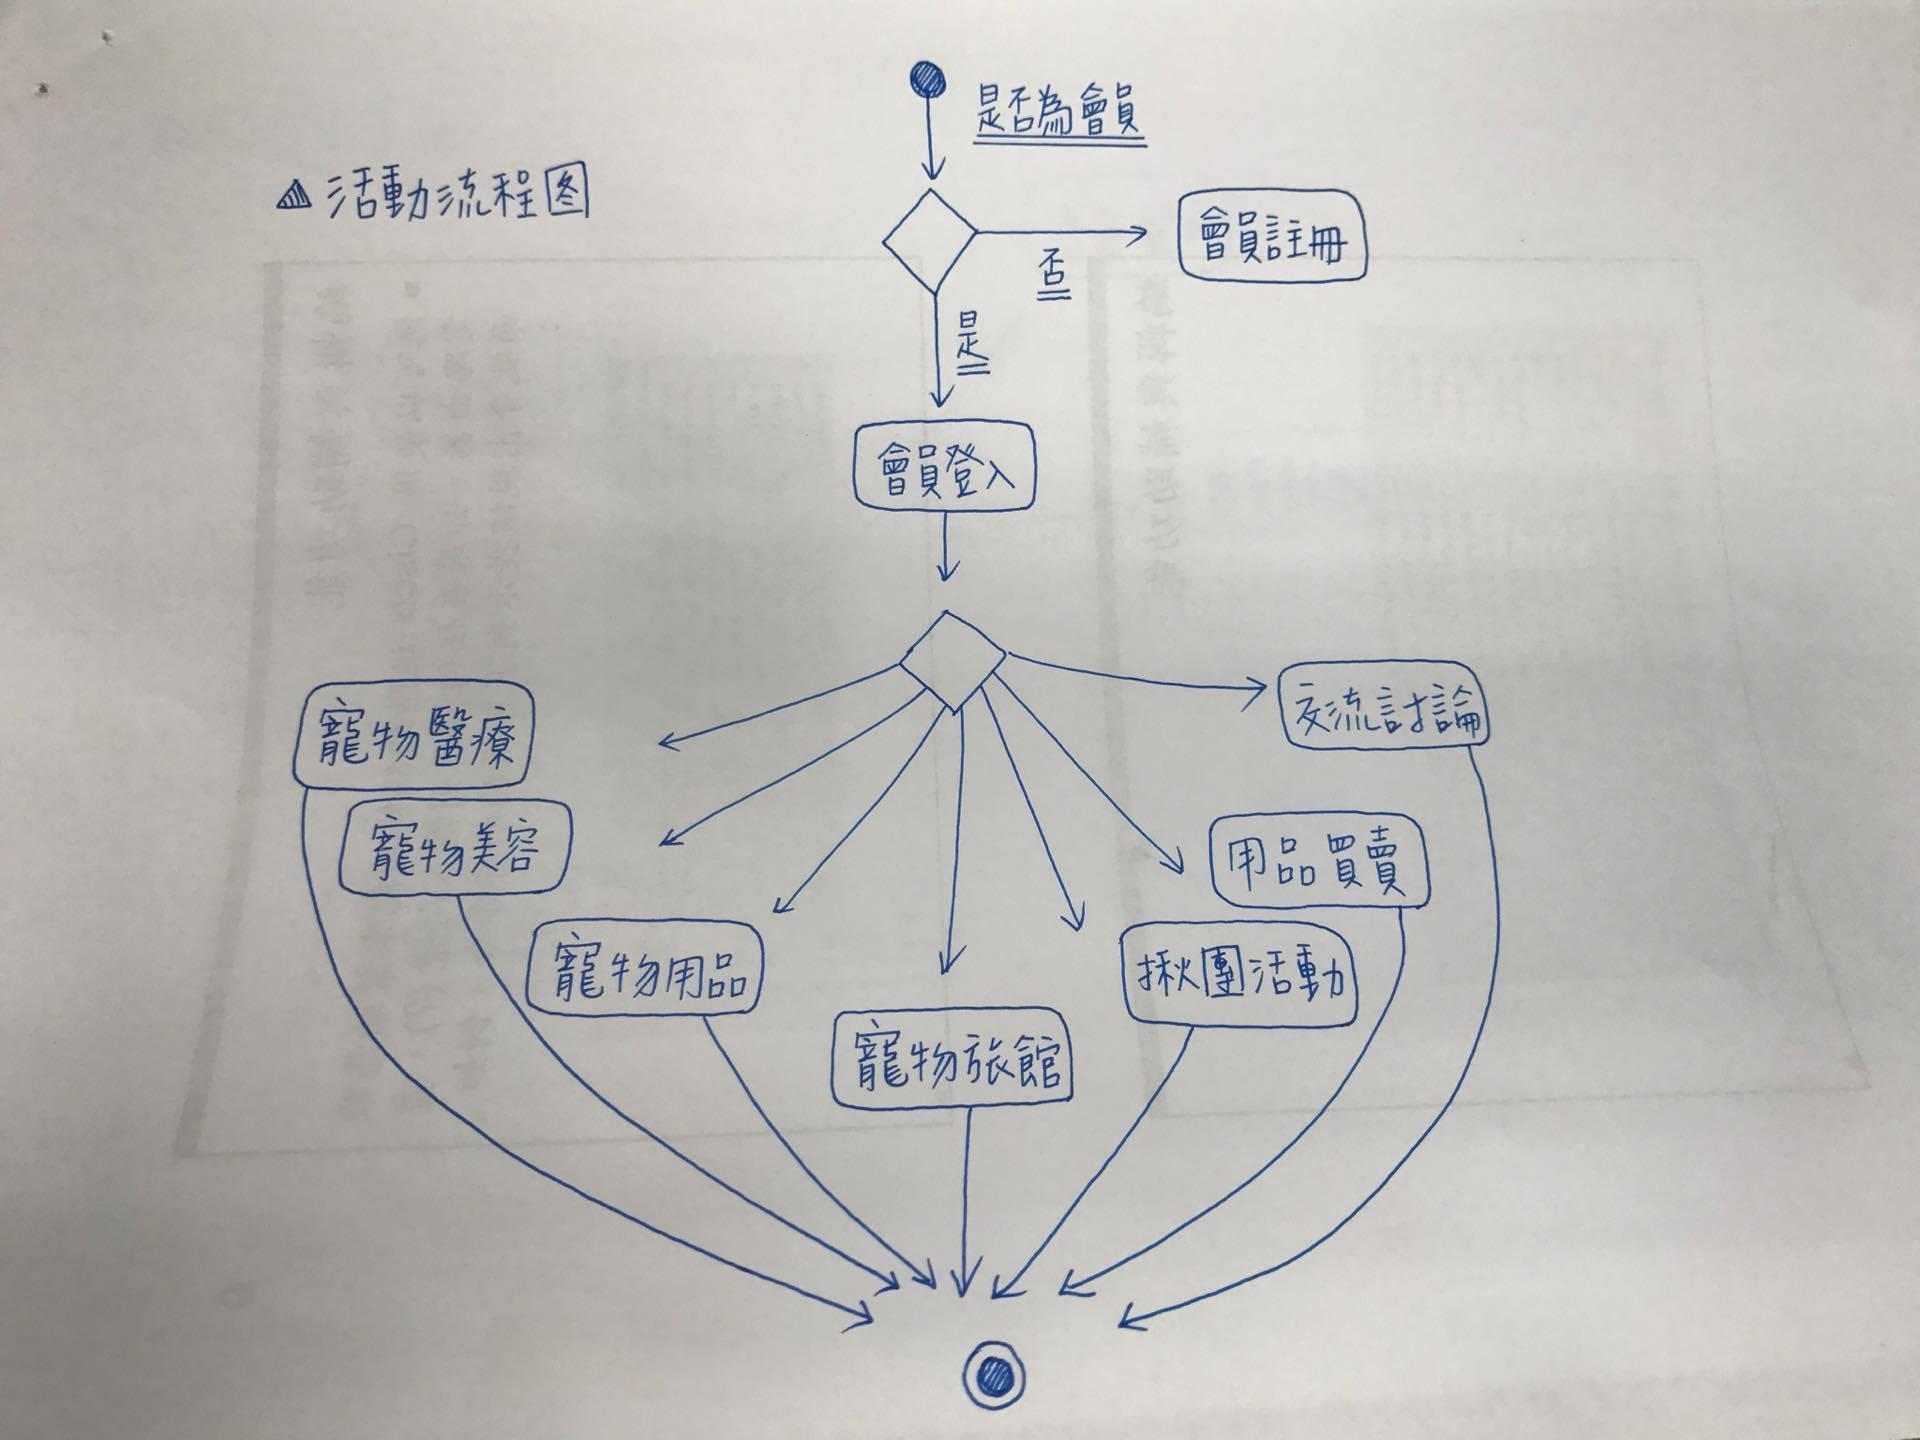 是否為會員
活動流程图
會員註冊
否
是
會員登入
交流討論
寵物醫療
寵物美容
用品買賣
寵物用品
揪團活動
寵物旅館